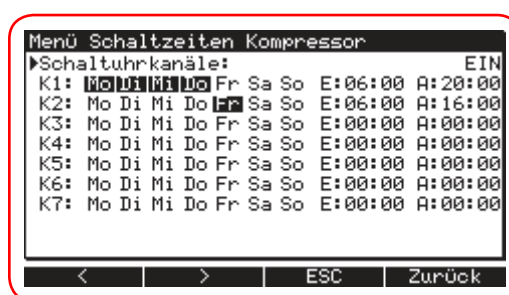 Menü Schaltzeiten Kompressor
▶Schaltuhrkanäle: EIN
K1: Mo Di Mi Do Fr Sa So E:06:00 A:20:00
K2: Mo Di Mi Do Fr Sa So E:06:00 A:16:00
K3: Mo Di Mi Do Fr Sa So E:00:00 A:00:00
K4: Mo Di Mi Do Fr Sa So E:00:00 A:00:00
K5: Mo Di Mi Do Fr Sa So E:00:00 A:00:00
K6: Mo Di Mi Do Fr Sa So E:00:00 A:00:00
K7: Mo Di Mi Do Fr Sa So E:00:00 A:00:00
< > ESC Zurück